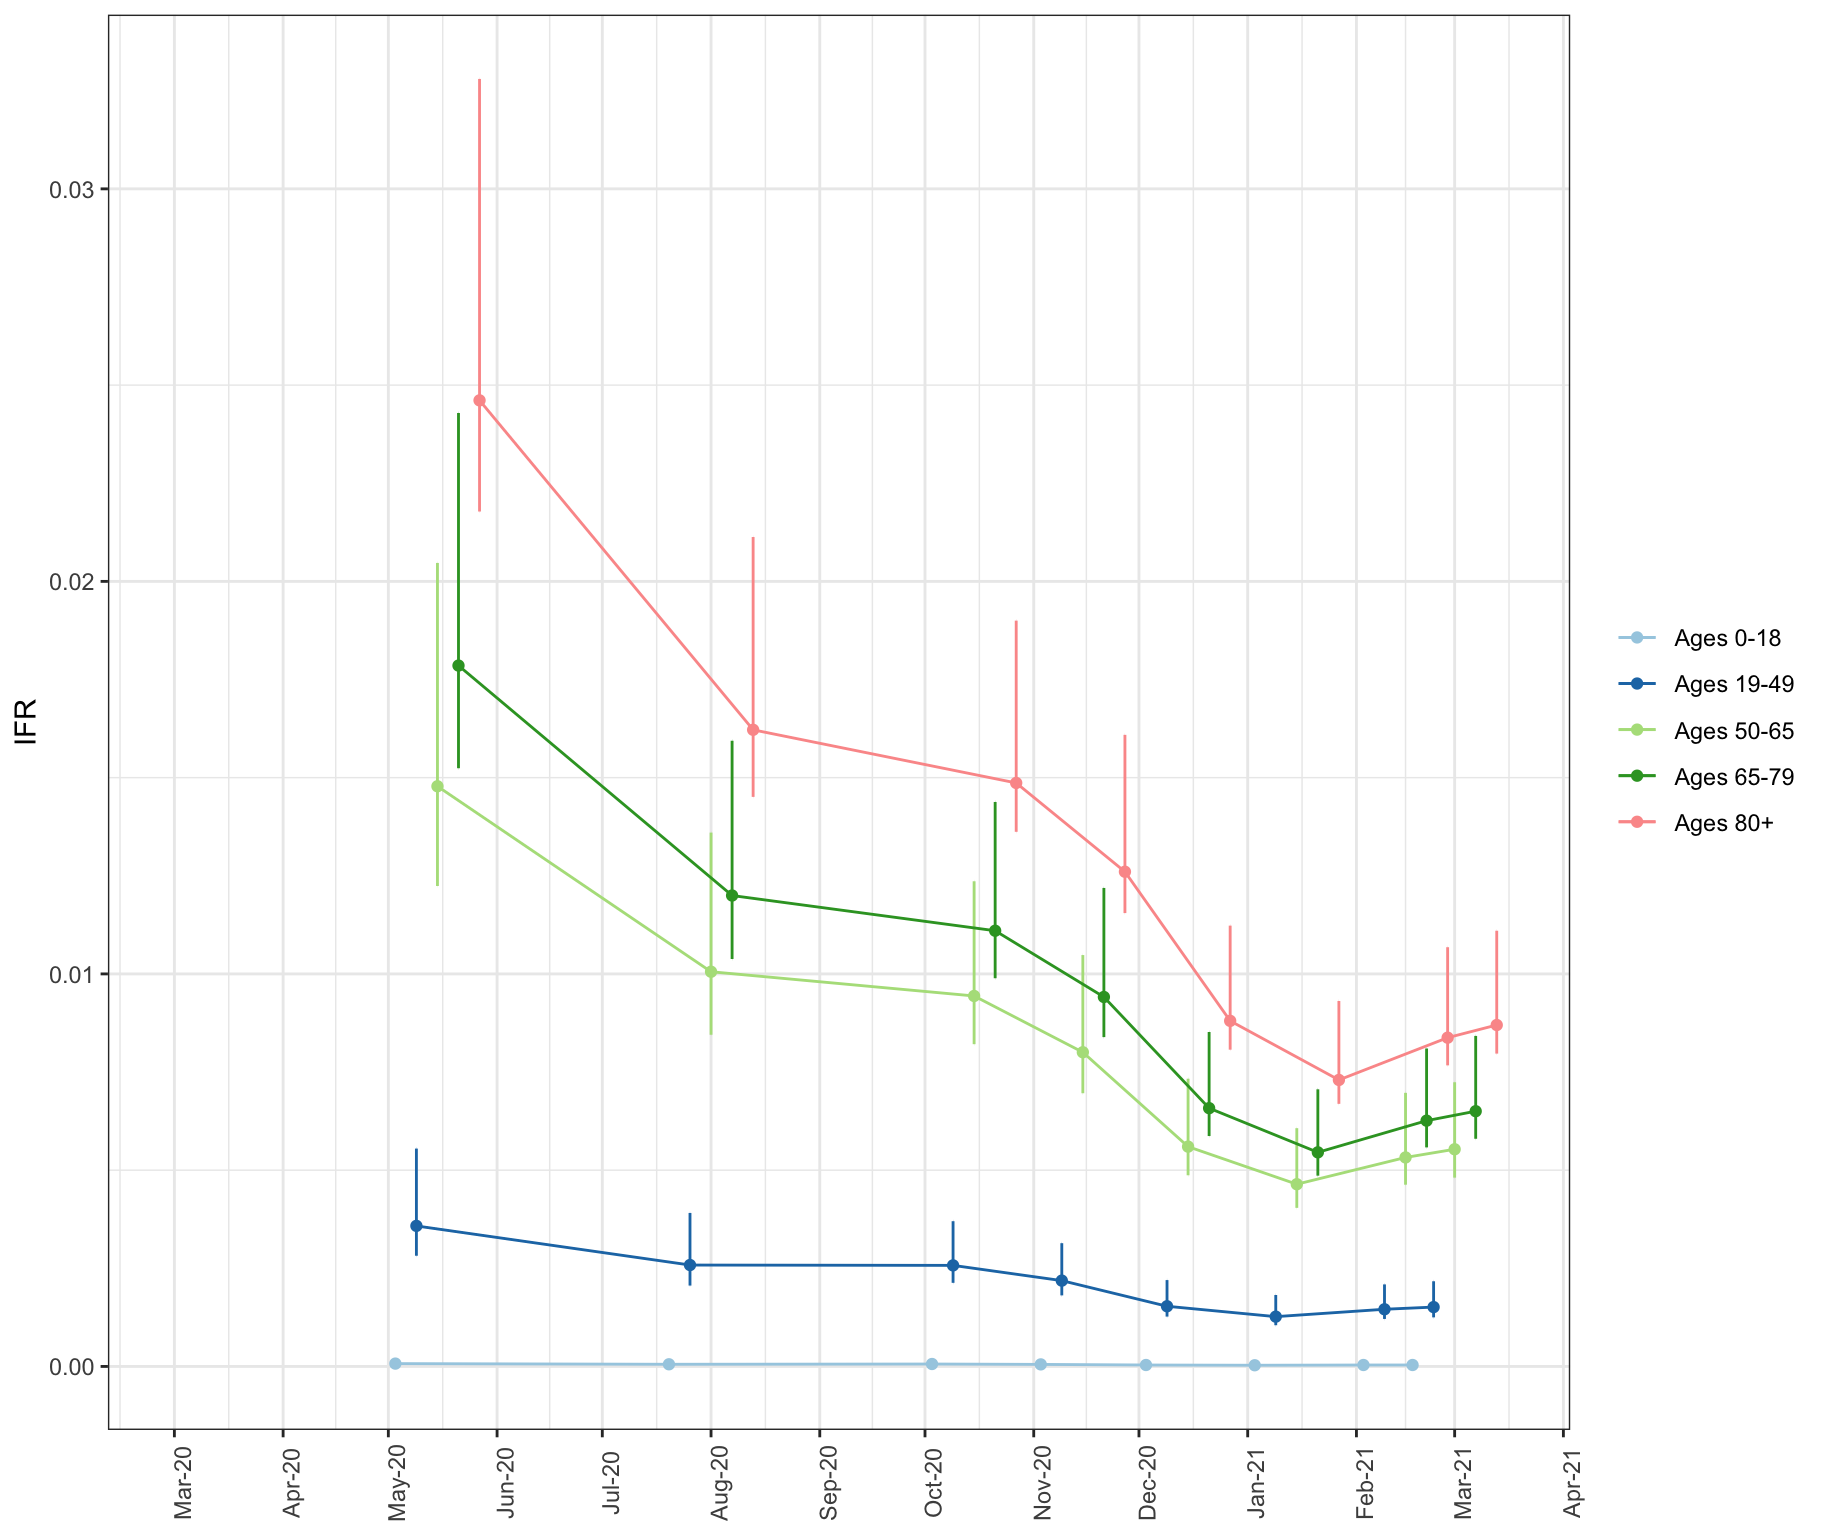 0.03
0.02
0.01
0.00
IFR
Mar-20
Apr-20
May-20
Jun-20
Jul-20
Aug-20
Sep-20
Oct-20
Nov-20
Dec-20
Jan-21
Feb-21
Mar-21
Apr-21
Ages 0-18
Ages 19-49
Ages 50-65
Ages 65-79
Ages 80+